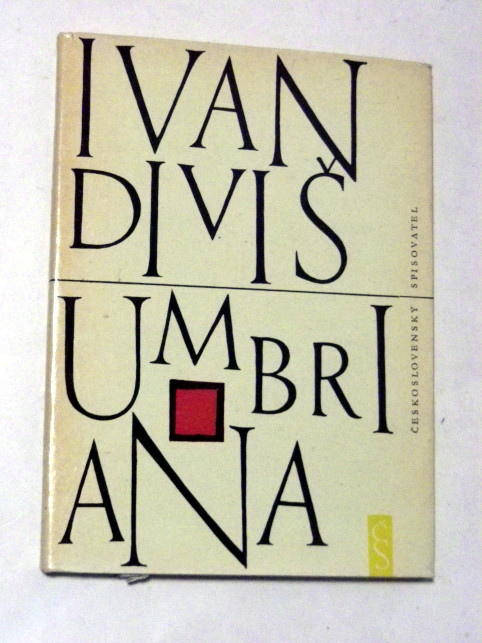 IVAN
DIVIŠ
UMBRI
ANA
ČESKOSLOVENSKÝ SPISOVATEL
ČS